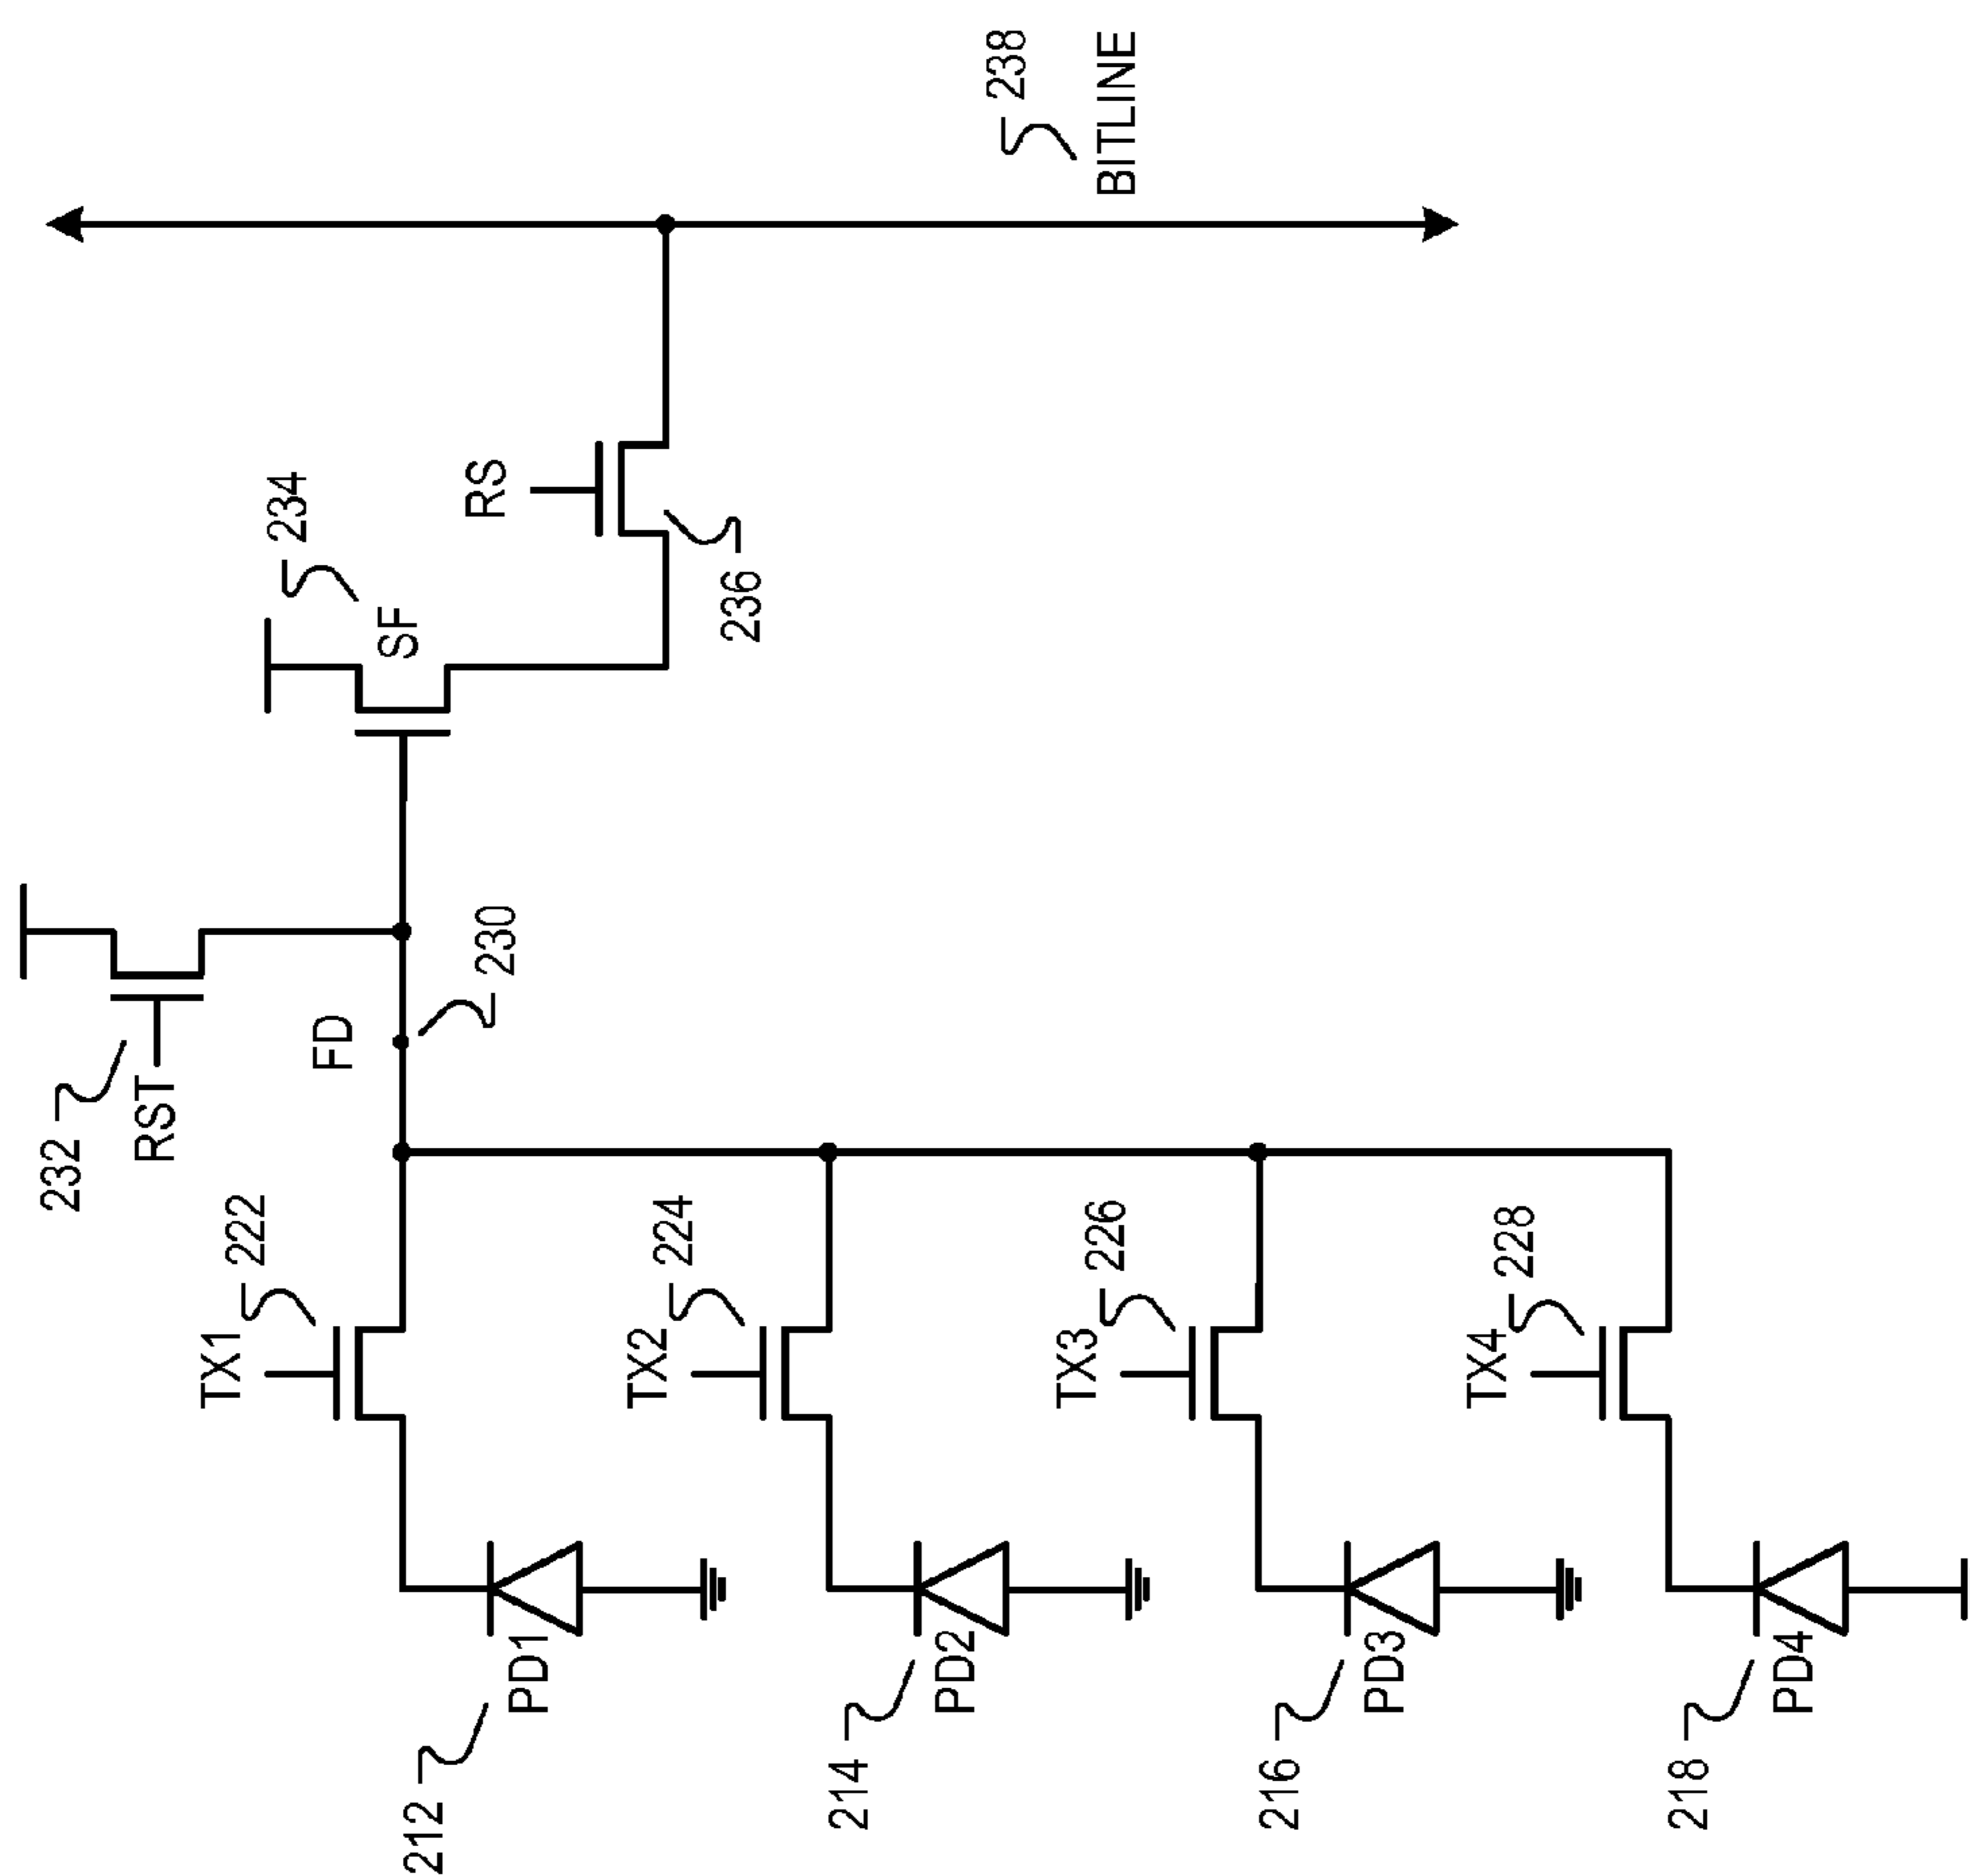 238
BITLINE
234
SF
RS
236
232
RST
FD
230
TX1
222
TX2
224
TX3
226
TX4
228
212
PD1
214
PD2
216
PD3
218
PD4